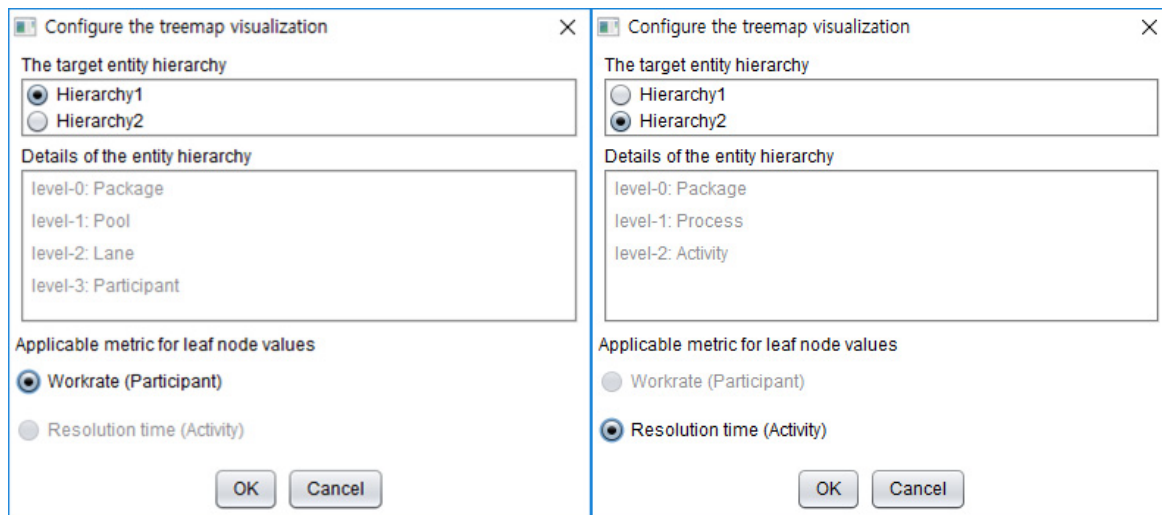 Configure the treemap visualization
The target entity hierarchy
Hierarchy1
Hierarchy2
Details of the entity hierarchy
level-0: Package
level-1: Pool
level-2: Lane
level-3: Participant
Applicable metric for leaf node values
Workrate (Participant)
Resolution time (Activity)
OK Cancel
Configure the treemap visualization
The target entity hierarchy
Hierarchy1
Hierarchy2
Details of the entity hierarchy
level-0: Package
level-1: Process
level-2: Activity
Applicable metric for leaf node values
Workrate (Participant)
Resolution time (Activity)
OK Cancel